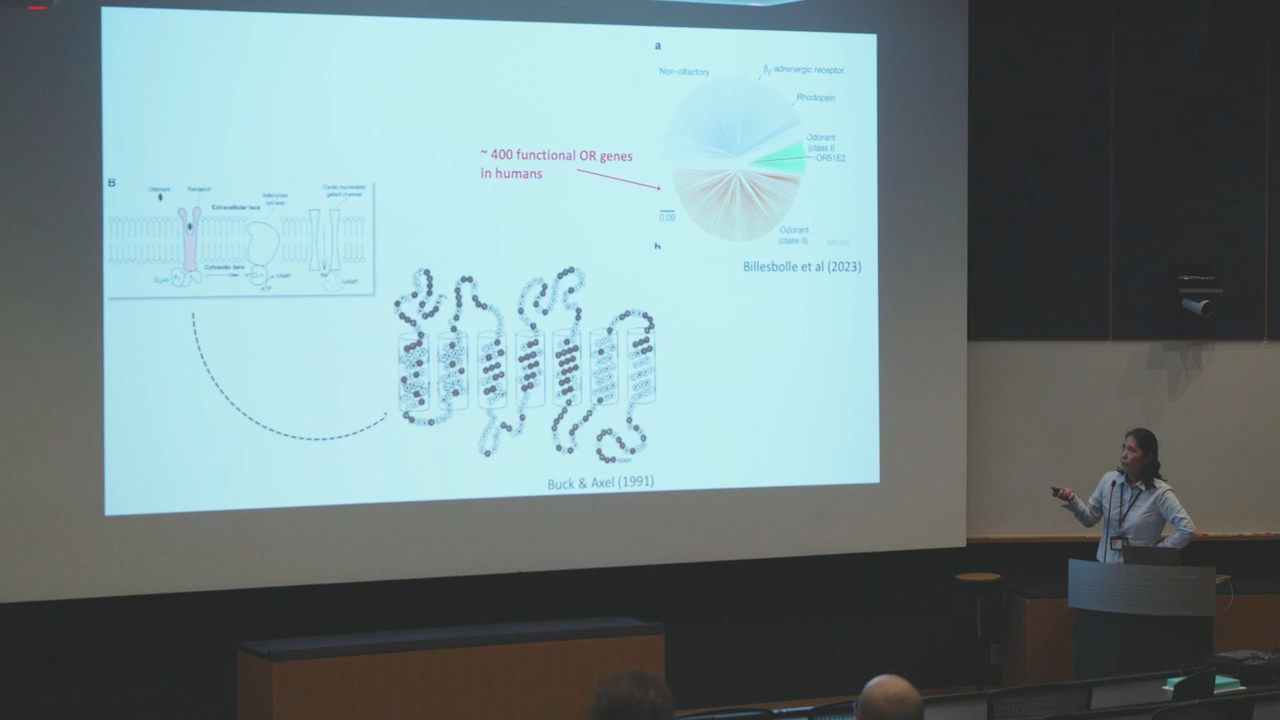 a
Non-olfactory
β2-adrenergic receptor
Rhodopsin
~ 400 functional OR genes
in humans
Odorant
(class I)
OR51E2
B
Odorant
Receptor
Adenylate
cyclase
Cyclic nucleotide
gated channel
Extracellular face
0.09
Odorant
(class II)
b
Billesbolle et al (2023)
Cytosolic face
cAMP
ATP
Buck & Axel (1991)